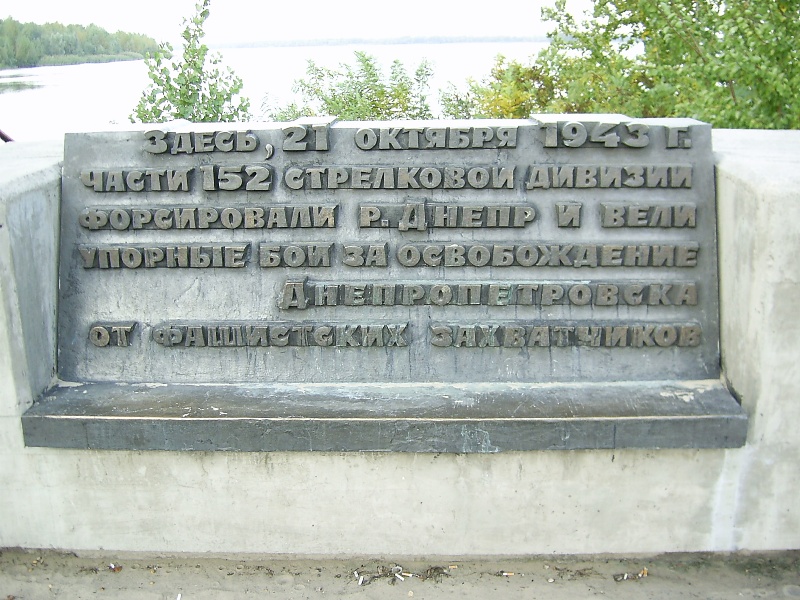 Здесь, 21 октября 1943 г.
части 152 стрелковой дивизии
форсировали р. Днепр и вели
упорные бои за освобождение
Днепропетровска
от фашистских захватчиков